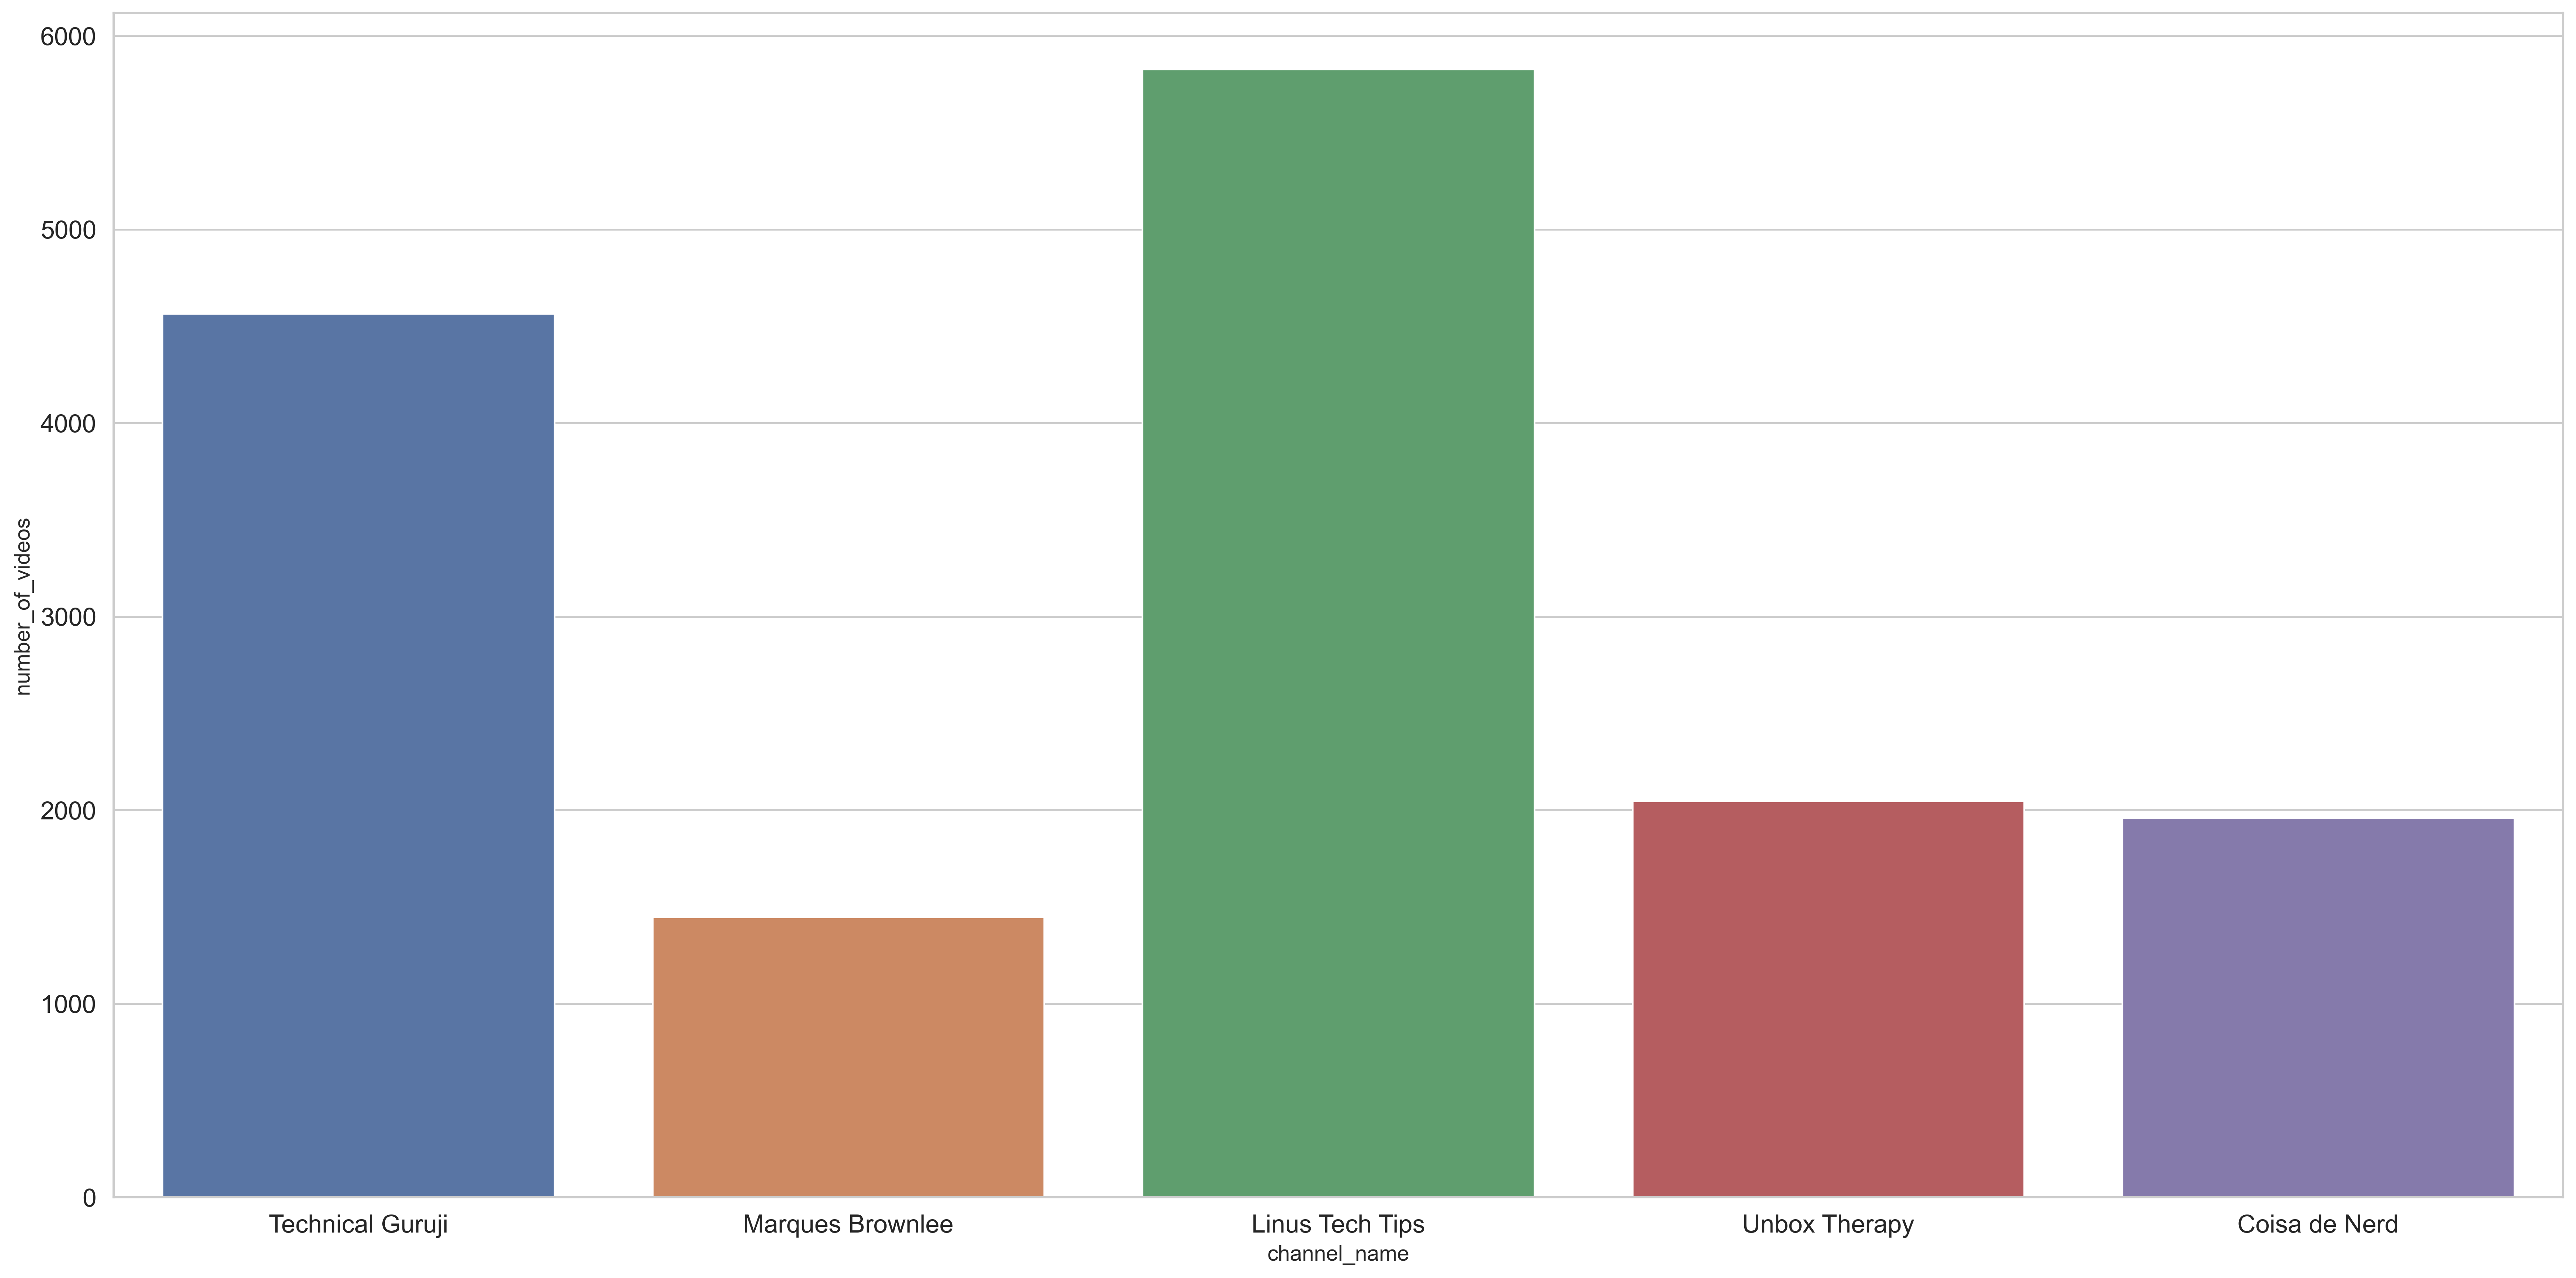 6000
5000
4000
3000
2000
1000
0
number_of_videos
Technical Guruji
Marques Brownlee
Linus Tech Tips
Unbox Therapy
Coisa de Nerd
channel_name